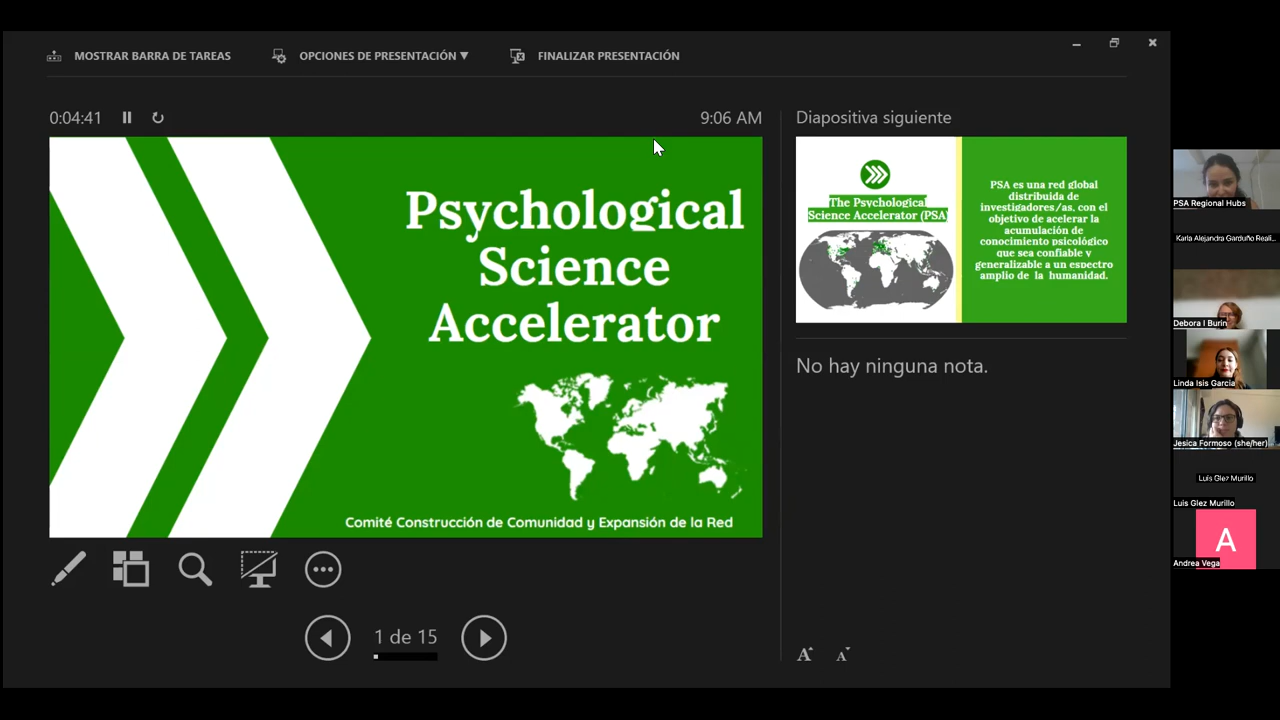 MOSTRAR BARRA DE TAREAS
OPCIONES DE PRESENTACIÓN ▼
FINALIZAR PRESENTACIÓN
0:04:41
9:06 AM
Psychological
Science
Accelerator
Comité Construcción de Comunidad y Expansión de la Red
1 de 15
Diapositiva siguiente
The Psychological
Science Accelerator (PSA)
PSA es una red global
distribuida de
investigadores/as, con el
objetivo de acelerar la
acumulación de
conocimiento psicológico
que sea confiable y
generalizable a un espectro
amplio de la humanidad.
No hay ninguna nota.
A
A
PSA Regional Hubs
Karla Alejandra Garduño Reali...
Debora I Burin
Linda Isis Garcia
Jesica Formoso (she/her)
Luis Glez Murillo
Luis Glez Murillo
A
Andrea Vega